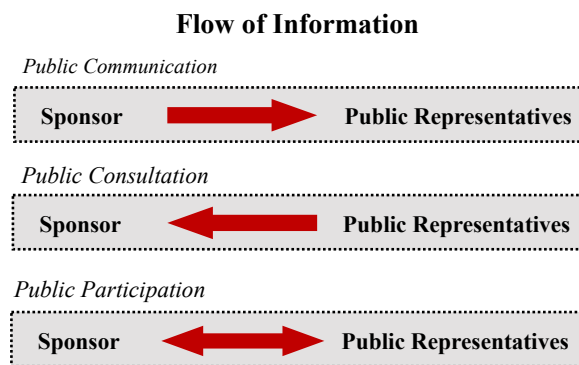 Flow of Information
Public Communication
Sponsor Public Representatives
Public Consultation
Sponsor Public Representatives
Public Participation
Sponsor Public Representatives